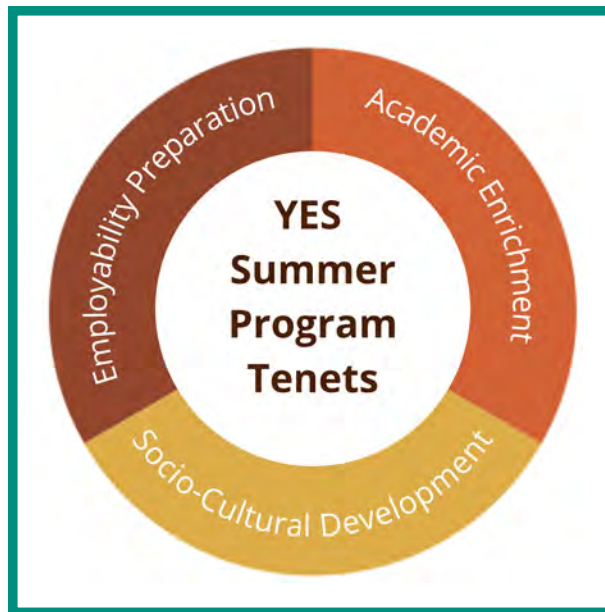 YES
Summer
Program
Tenets
Academic Enrichment
Socio-Cultural Development
Employability Preparation